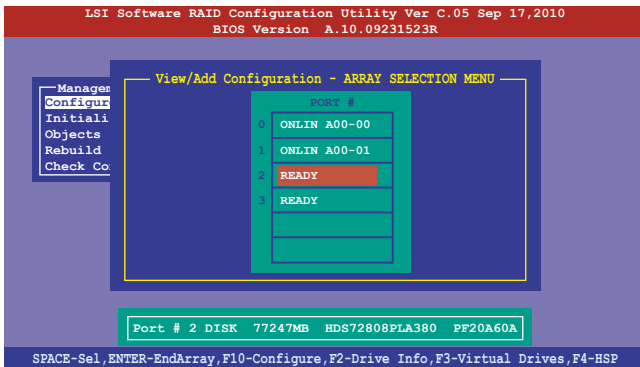 LSI Software RAID Configuration Utility Ver C.05 Sep 17,2010
BIOS Version A.10.09231523R
View/Add Configuration - ARRAY SELECTION MENU
Managem
Configure
Initiali
Objects
Rebuild
Check Co
PORT #
0 ONLIN A00-00
1 ONLIN A00-01
2 READY
3 READY
Port # 2 DISK 77247MB HDS72808PLA380 PF20A60A
SPACE-Sel,ENTER-EndArray,F10-Configure,F2-Drive Info,F3-Virtual Drives,F4-HSP